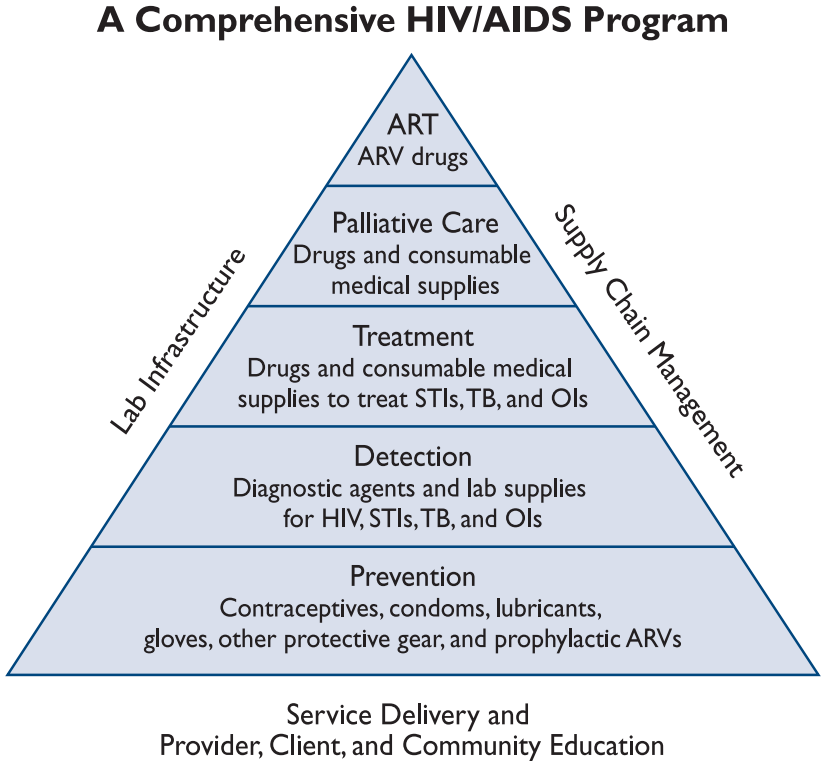 A Comprehensive HIV/AIDS Program
ART
ARV drugs
Palliative Care
Drugs and consumable
medical supplies
Treatment
Drugs and consumable medical
supplies to treat STIs, TB, and OIs
Detection
Diagnostic agents and lab supplies
for HIV, STIs, TB, and OIs
Prevention
Contraceptives, condoms, lubricants,
gloves, other protective gear, and prophylactic ARVs
Lab Infrastructure
Supply Chain Management
Service Delivery and
Provider, Client, and Community Education